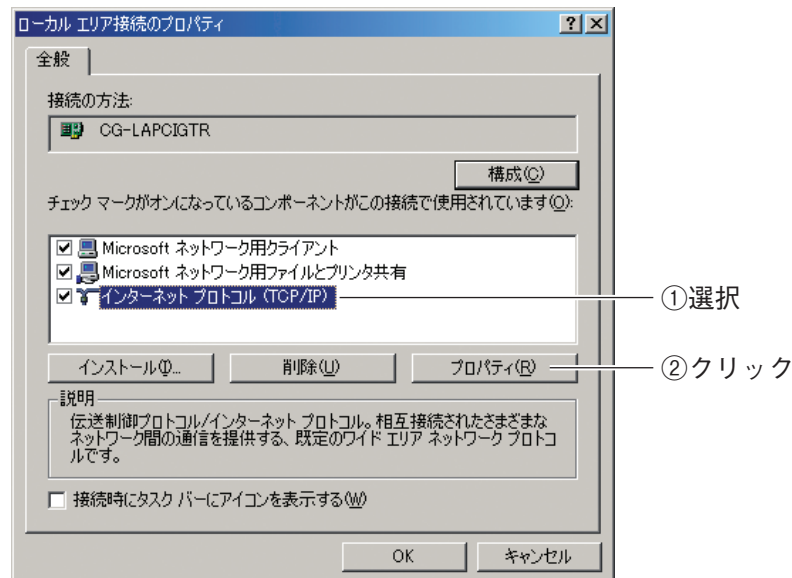 ローカル エリア接続のプロパティ
全般
接続の方法:
CG-LAPCIGTR
構成(C)
チェック マークがオンになっているコンポーネントがこの接続で使用されています(O):
Microsoft ネットワーク用クライアント
Microsoft ネットワーク用ファイルとプリンタ共有
インターネット プロトコル (TCP/IP)
①選択
インストール(I)...
削除(U)
プロパティ(R)
②クリック
説明
伝送制御プロトコル/インターネット プロトコル。相互接続されたさまざまな
ネットワーク間の通信を提供する、既定のワイド エリア ネットワーク プロトコ
ルです。
接続時にタスク バーにアイコンを表示する(W)
OK
キャンセル